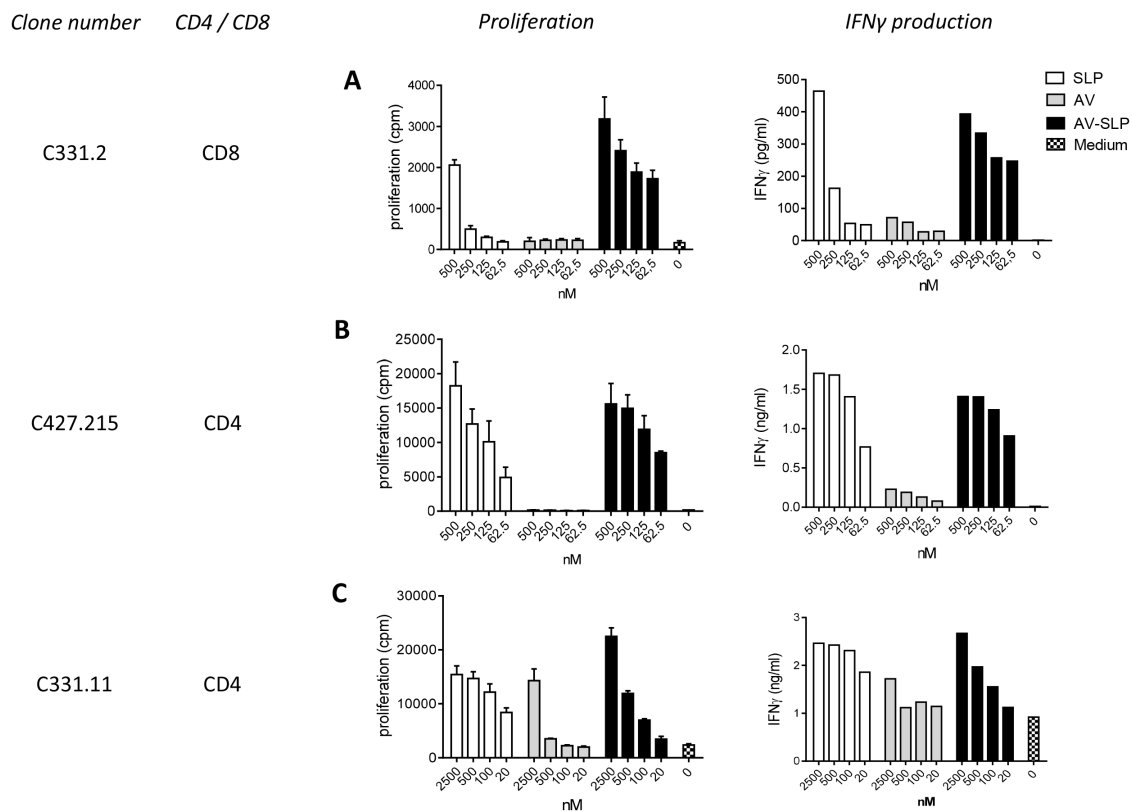 Clone number CD4 / CD8 Proliferation IFNγ production
A
C331.2 CD8
proliferation (cpm)
4000
3000
2000
1000
0
500 250 125 62.5 500 250 125 62.5 500 250 125 62.5 0
nM
IFNγ (pg/ml)
500
400
300
200
100
0
500 250 125 62.5 500 250 125 62.5 500 250 125 62.5 0
nM
SLP
AV
AV-SLP
Medium
B
C427.215 CD4
proliferation (cpm)
25000
20000
15000
10000
5000
0
500 250 125 62.5 500 250 125 62.5 500 250 125 62.5 0
nM
IFNγ (ng/ml)
2.0
1.5
1.0
0.5
0.0
500 250 125 62.5 500 250 125 62.5 500 250 125 62.5 0
nM
C
C331.11 CD4
proliferation (cpm)
30000
20000
10000
0
2500 500 100 20 2500 500 100 20 2500 500 100 20 0
nM
IFNγ (ng/ml)
3
2
1
0
2500 500 100 20 2500 500 100 20 2500 500 100 20 0
nM